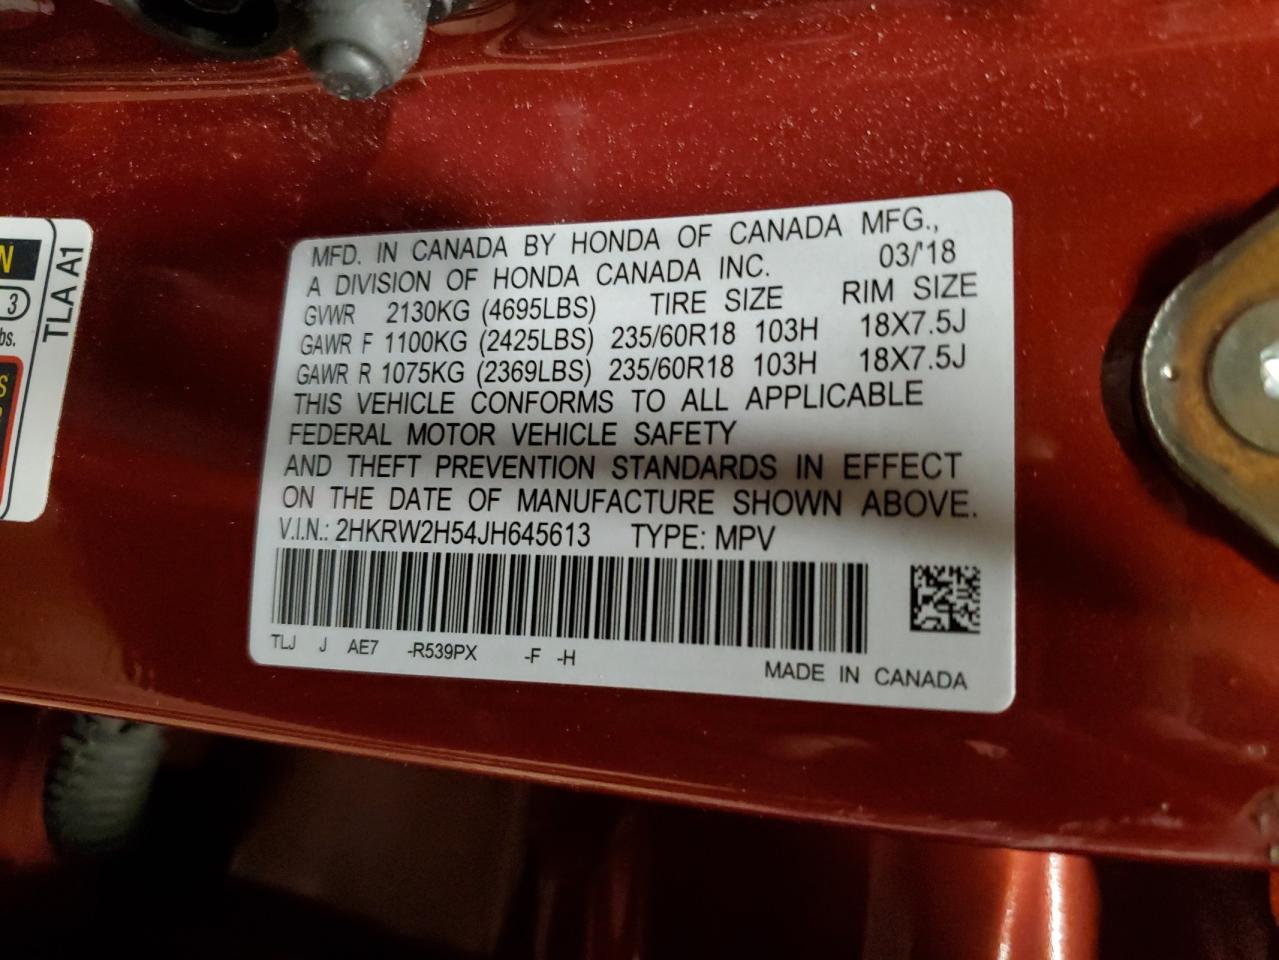 MFD. IN CANADA BY HONDA OF CANADA MFG.,
A DIVISION OF HONDA CANADA INC. 03/'18
GVWR 2130KG (4695LBS) TIRE SIZE RIM SIZE
GAWR F 1100KG (2425LBS) 235/60R18 103H 18X7.5J
GAWR R 1075KG (2369LBS) 235/60R18 103H 18X7.5J
THIS VEHICLE CONFORMS TO ALL APPLICABLE
FEDERAL MOTOR VEHICLE SAFETY
AND THEFT PREVENTION STANDARDS IN EFFECT
ON THE DATE OF MANUFACTURE SHOWN ABOVE.
V.I.N.: 2HKRW2H54JH645613 TYPE: MPV
TLJ J AE7 -R539PX -F -H
MADE IN CANADA
N
3
bs.
TLA A1